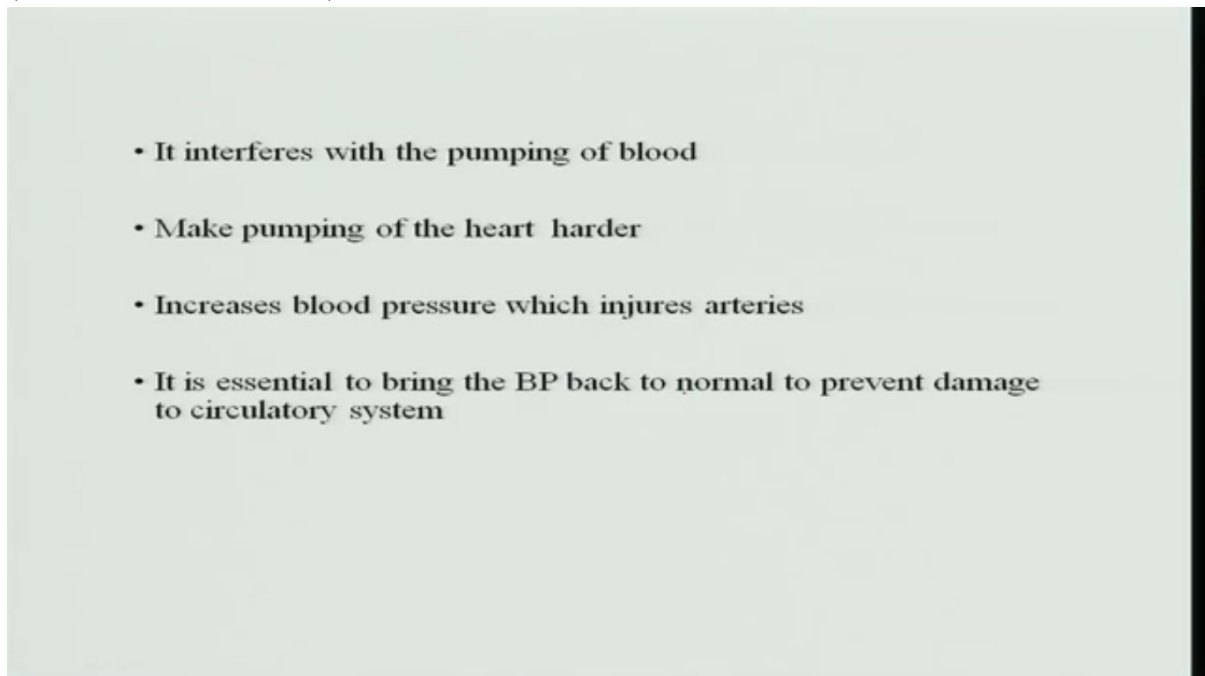 • It interferes with the pumping of blood
• Make pumping of the heart harder
• Increases blood pressure which injures arteries
• It is essential to bring the BP back to normal to prevent damage
to circulatory system